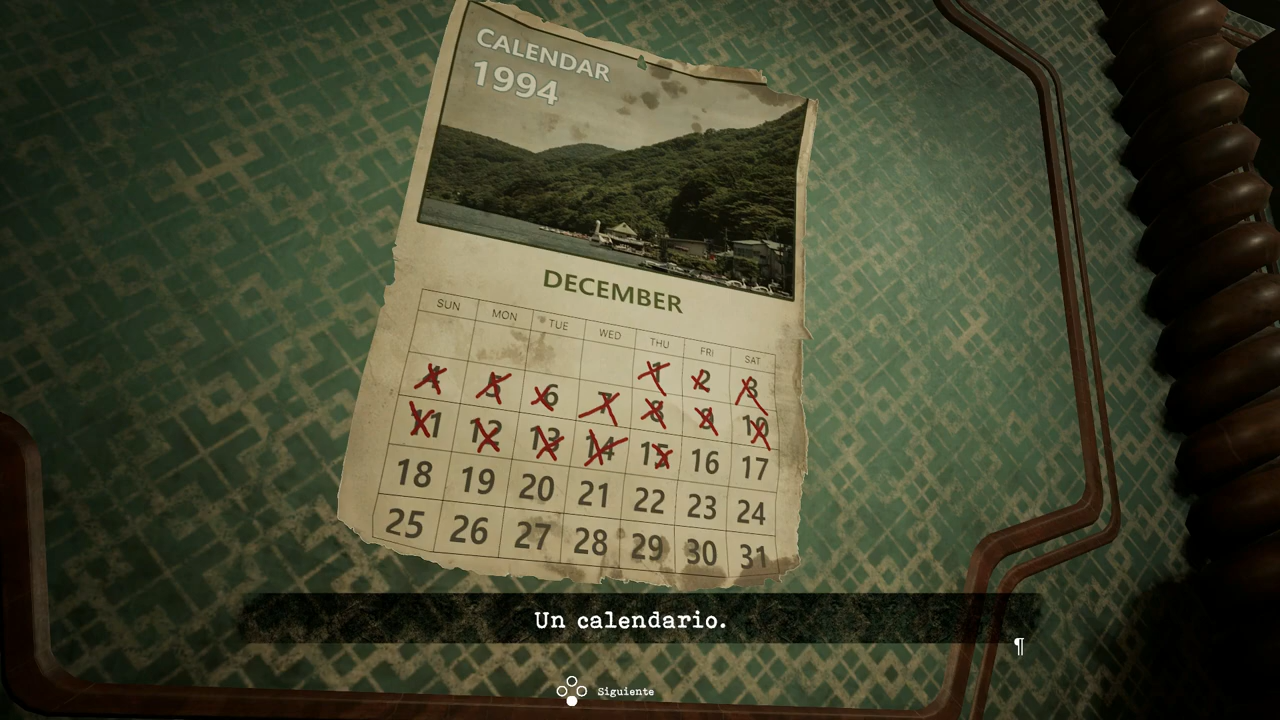 CALENDAR
1994
DECEMBER
SUN MON TUE WED THU FRI SAT
1 2 3
4 5 6 7 8 9 10
11 12 13 14 15 16 17
18 19 20 21 22 23 24
25 26 27 28 29 30 31
Un calendario.
¶
Siguiente